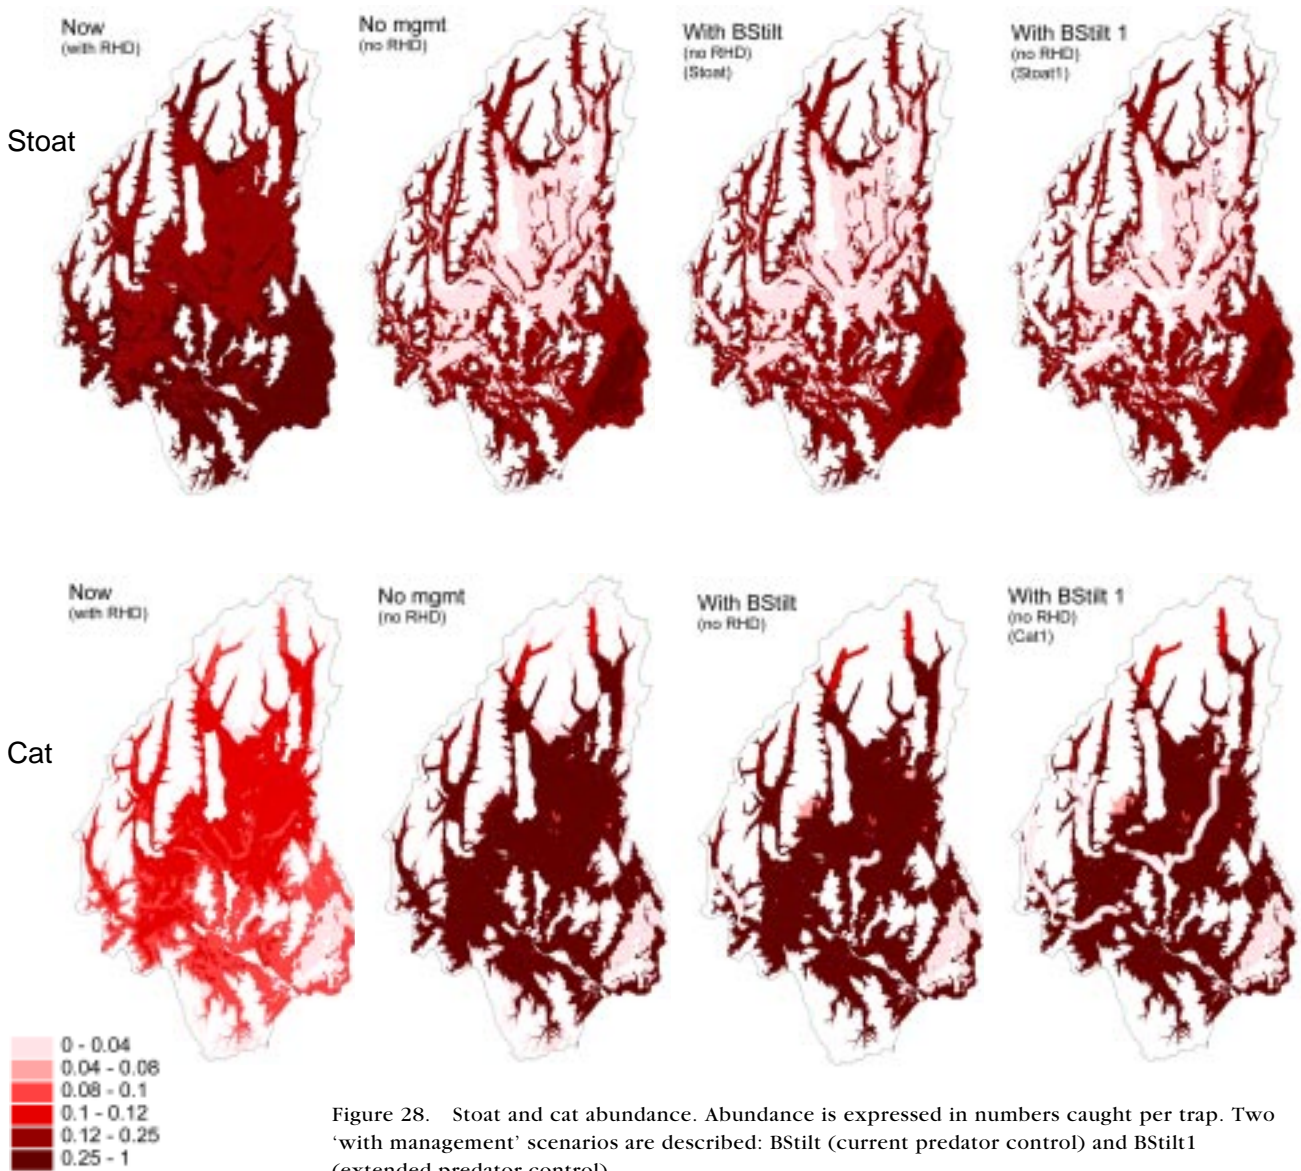 Now
(with RHD)
No mgmt
(no RHD)
With BStilt
(no RHD)
(Stoat)
With BStilt 1
(no RHD)
(Stoat1)
Stoat
Now
(with RHD)
No mgmt
(no RHD)
With BStilt
(no RHD)
With BStilt 1
(no RHD)
(Cat1)
Cat
0 - 0.04
0.04 - 0.08
0.08 - 0.1
0.1 - 0.12
0.12 - 0.25
0.25 - 1
Figure 28. Stoat and cat abundance. Abundance is expressed in numbers caught per trap. Two
‘with management’ scenarios are described: BStilt (current predator control) and BStilt1
(extended predator control)